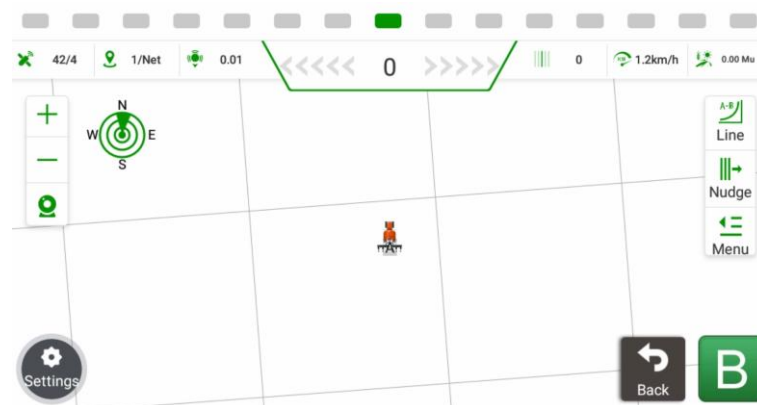 42/4
1/Net
0.01
0
0
1.2km/h
0.00 Mu
N
W
E
S
A-B
Line
Nudge
Menu
A
Settings
Back
B